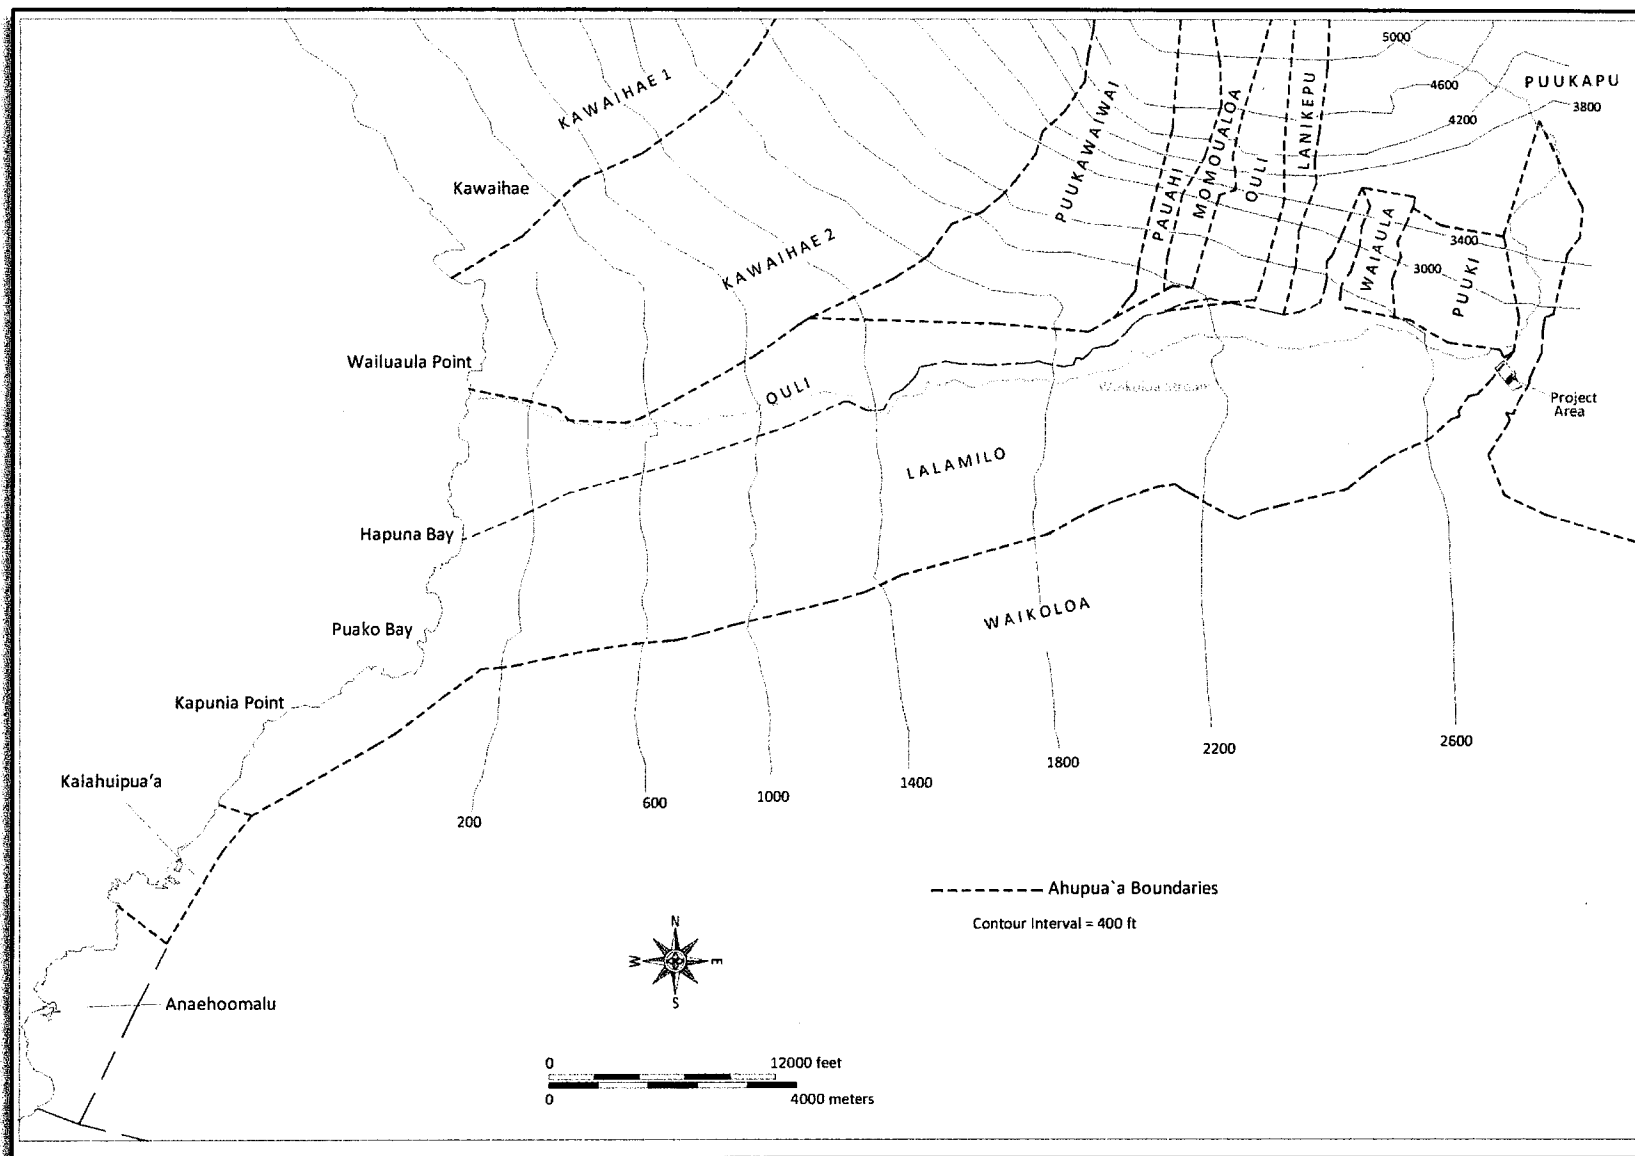 5000
PUUKAPU
4600
3800
4200
KAWAIHAE 1
PUUKAWAIWAI
PAUAHI
MOMOUALOA
OULI
LANIKEPU
Kawaihae
WAIAULA
3400
3000
PUUKI
KAWAIHAE 2
Wailuaula Point
OULI
Waikoloa Stream
Project
Area
LALAMILO
Hapuna Bay
WAIKOLOA
Puako Bay
Kapunia Point
2600
2200
1800
Kalahuipua'a
1400
1000
600
200
Ahupua`a Boundaries
Contour Interval = 400 ft
N
W
E
S
Anaehoomalu
0
12000 feet
0
4000 meters